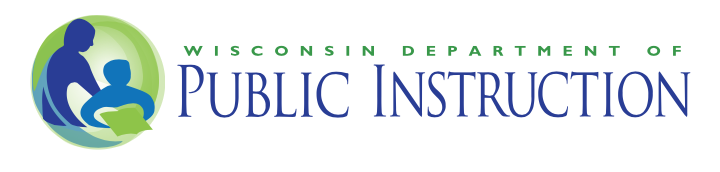 WISCONSIN DEPARTMENT OF
PUBLIC INSTRUCTION